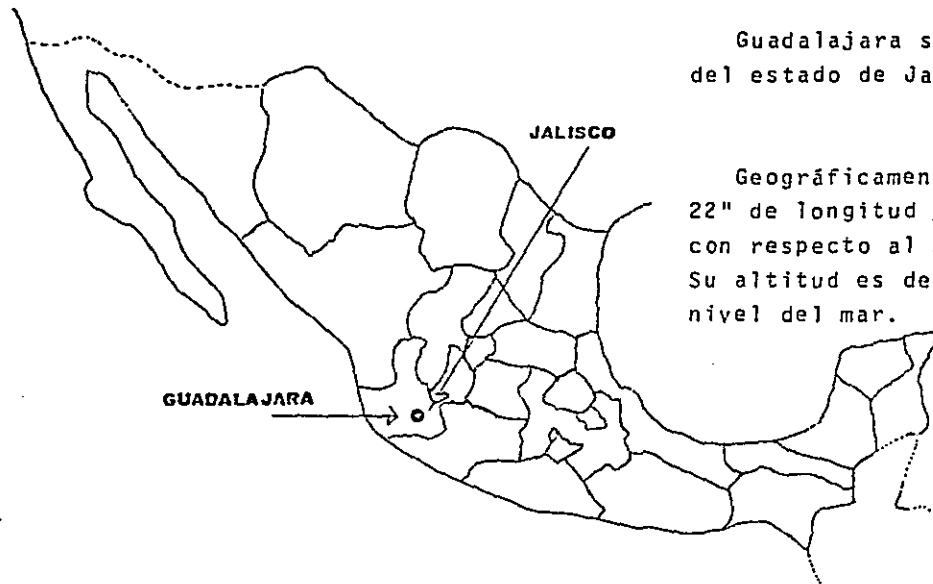 Guadalajara s
del estado de Ja
JALISCO
Geográficamen
22" de longitud
con respecto al
Su altitud es de
nivel del mar.
GUADALAJARA